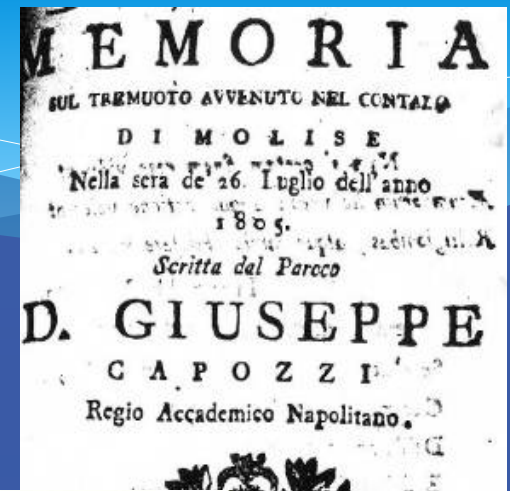 MEMORIA
SUL TREMUOTO AVVENUTO NEL CONTADO
DI MOLISE
Nella sera de' 26. Luglio dell'anno
1805.
Scritta dal Paroco
D. GIUSEPPE
CAPOZZI
Regio Accademico Napolitano.